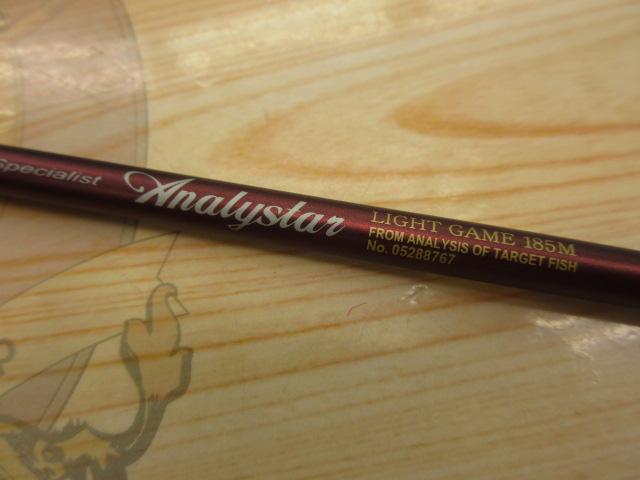 Specialist
Analystar
LIGHT GAME 185M
FROM ANALYSIS OF TARGET FISH
No. 05288767